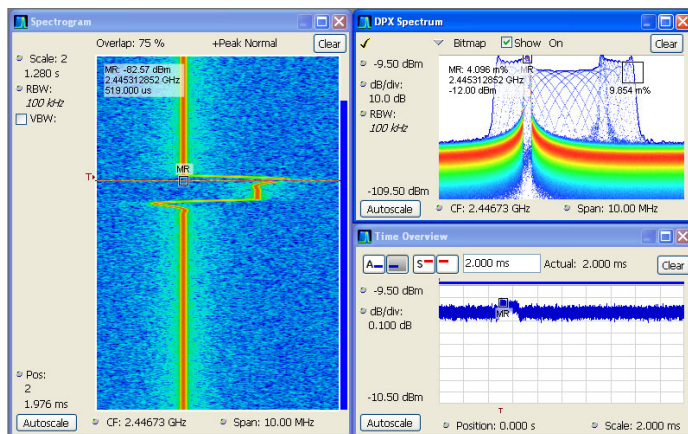 Spectrogram
Overlap: 75 %
+Peak Normal
Clear
Scale: 2
1.280 s
RBW:
100 kHz
VBW:
MR: -82.57 dBm
2.445312852 GHz
519.000 us
MR
T
Pos:
2
1.976 ms
Autoscale
CF: 2.44673 GHz
Span: 10.00 MHz
DPX Spectrum
Bitmap
Show
On
Clear
-9.50 dBm
dB/div:
10.0 dB
RBW:
100 kHz
MR: 4.096 m%
2.445312852 GHz
-12.00 dBm
MR
9.854 m%
-109.50 dBm
Autoscale
CF: 2.44673 GHz
Span: 10.00 MHz
Time Overview
A
S
2.000 ms
Actual: 2.000 ms
Clear
-9.50 dBm
dB/div:
0.100 dB
MR
-10.50 dBm
T
Autoscale
Position: 0.000 s
Scale: 2.000 ms